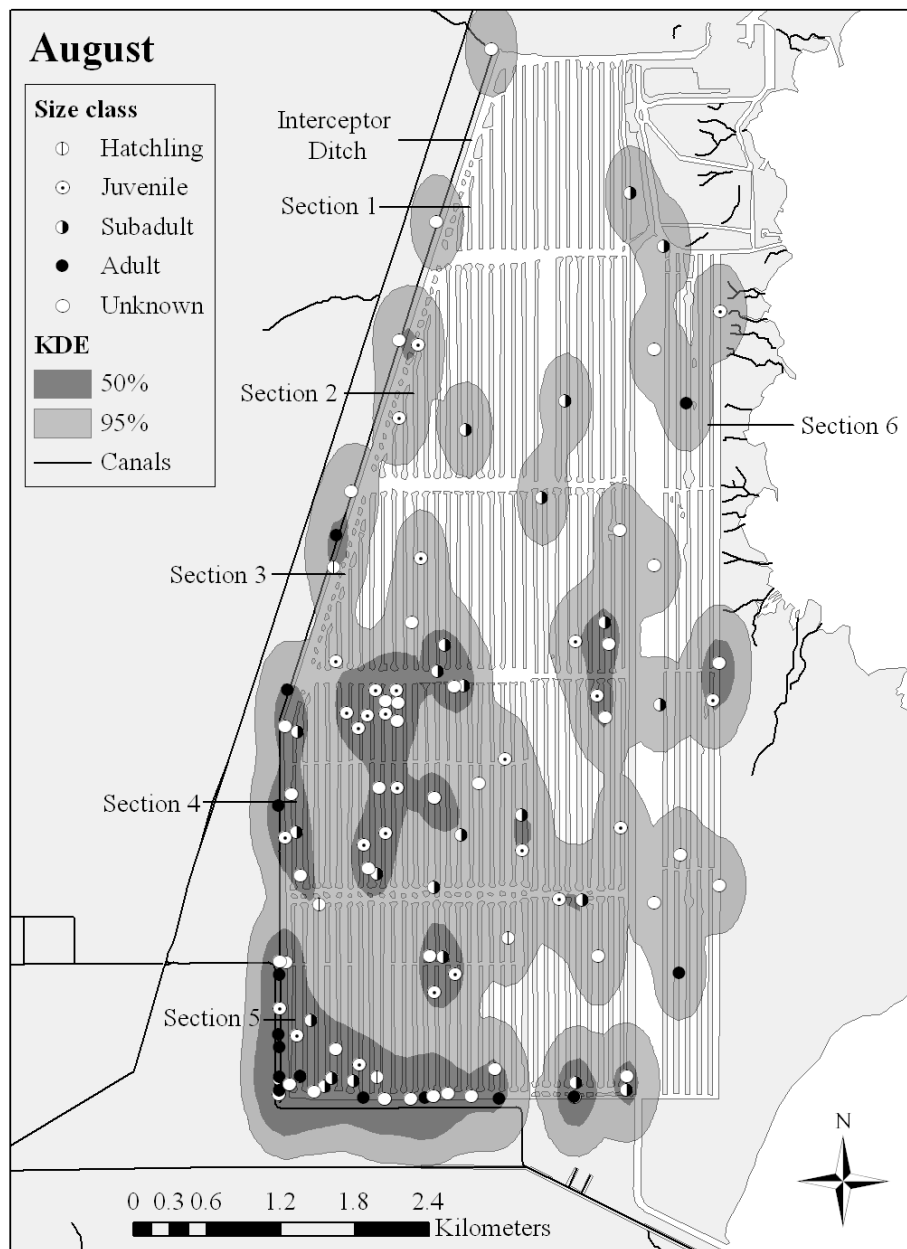 August
Size class
Hatchling
Juvenile
Subadult
Adult
Unknown
KDE
50%
95%
Canals
Interceptor
Ditch
Section 1
Section 2
Section 6
Section 3
Section 4
Section 5
N
0 0.3 0.6 1.2 1.8 2.4
Kilometers